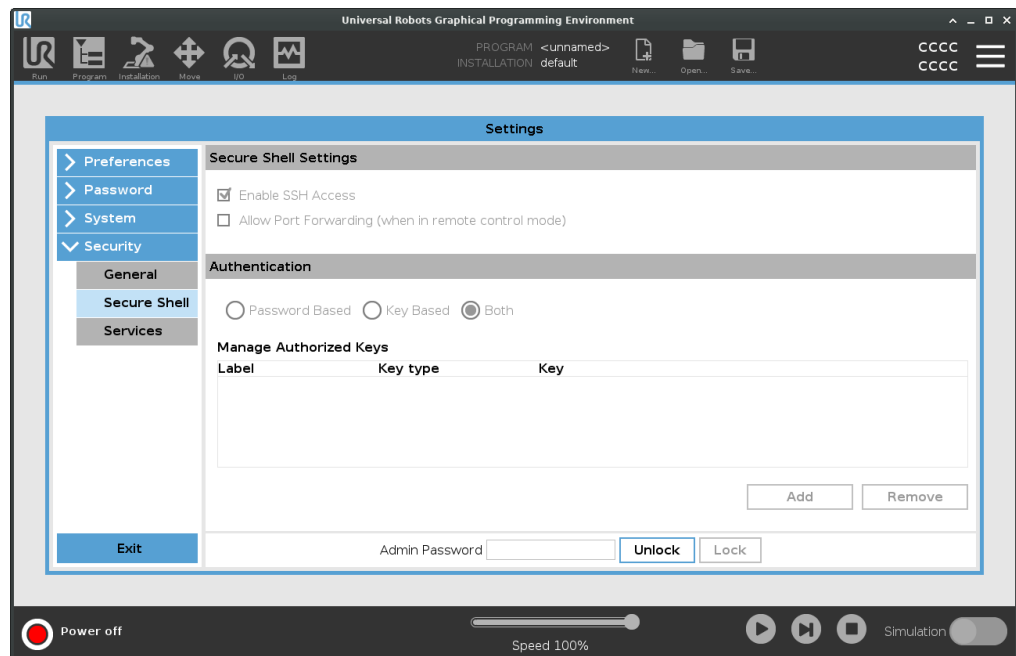 Universal Robots Graphical Programming Environment
PROGRAM <unnamed>
INSTALLATION default
CCCC
CCCC
Run Program Installation Move I/O Log New... Open... Save...
Settings
Preferences
Password
System
Security
General
Secure Shell
Services
Exit
Secure Shell Settings
Enable SSH Access
Allow Port Forwarding (when in remote control mode)
Authentication
Password Based Key Based Both
Manage Authorized Keys
Label Key type Key
Add Remove
Admin Password Unlock Lock
Power off
Speed 100%
Simulation